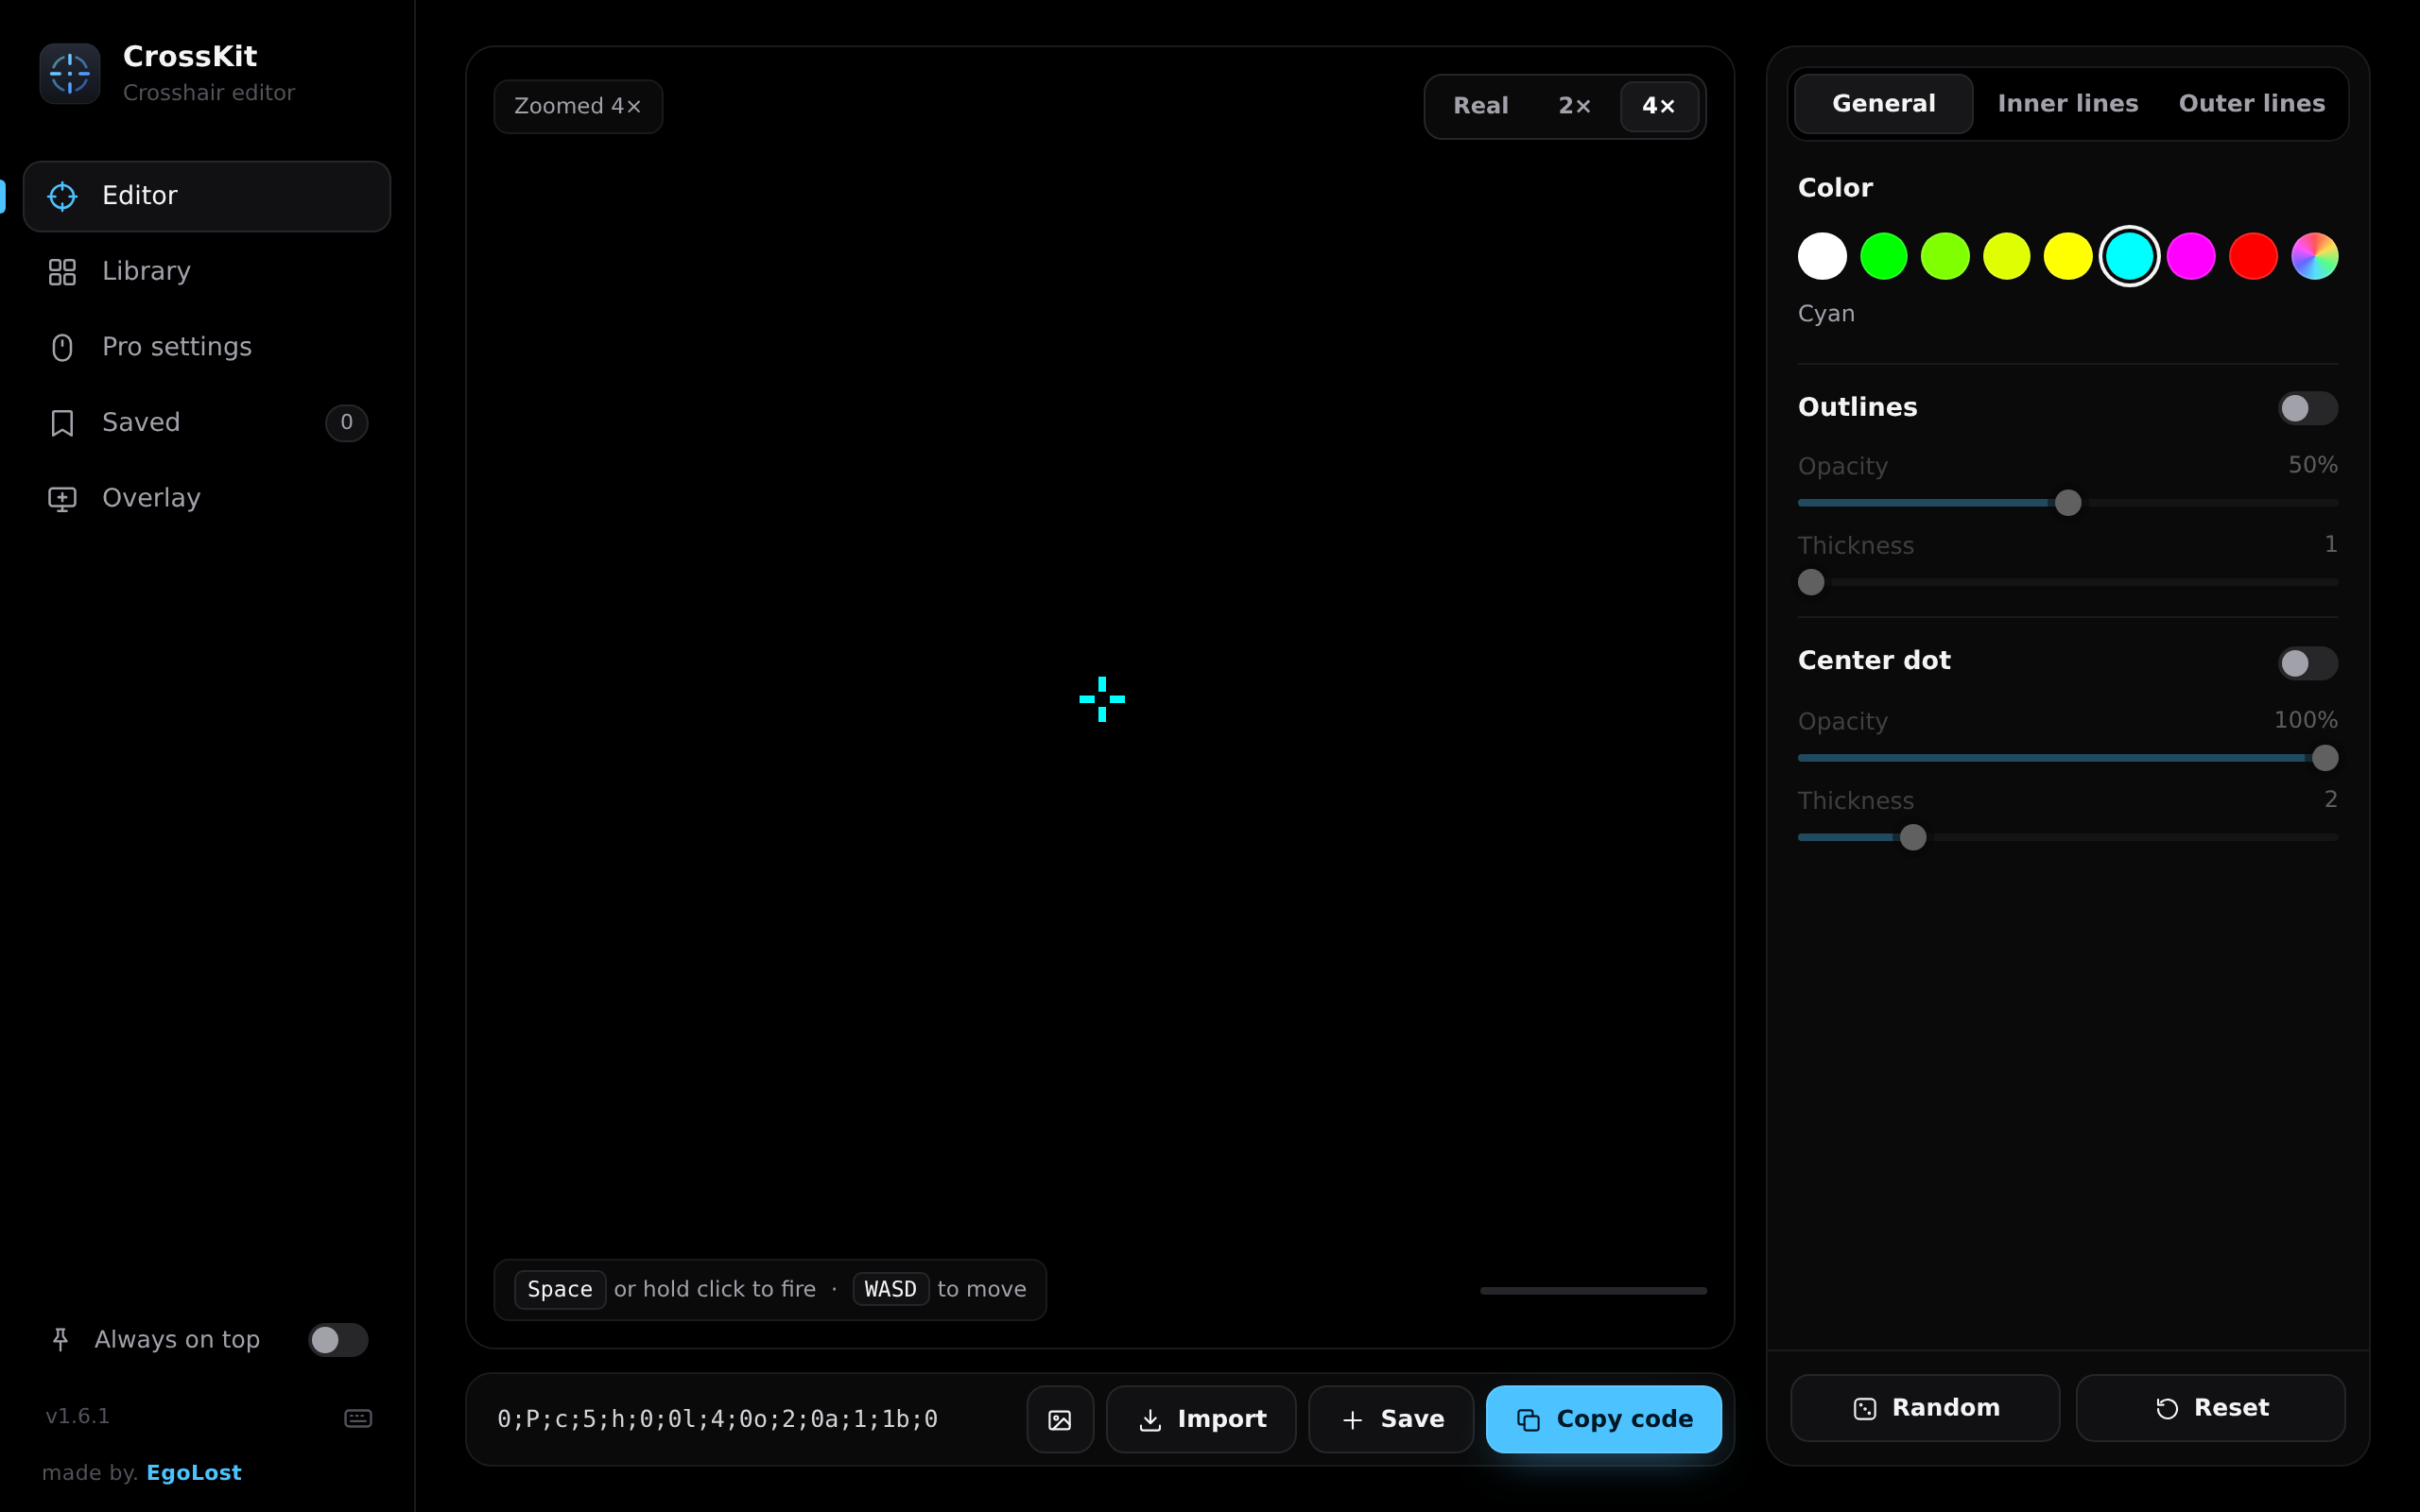 CrossKit
Crosshair editor
Editor
Library
Pro settings
Saved 0
Overlay
Always on top
v1.6.1
made by. EgoLost
Zoomed 4×
Real 2× 4×
Space or hold click to fire · WASD to move
0;P;c;5;h;0;0l;4;0o;2;0a;1;1b;0
Import
Save
Copy code
General Inner lines Outer lines
Color
Cyan
Outlines
Opacity 50%
Thickness 1
Center dot
Opacity 100%
Thickness 2
Random
Reset